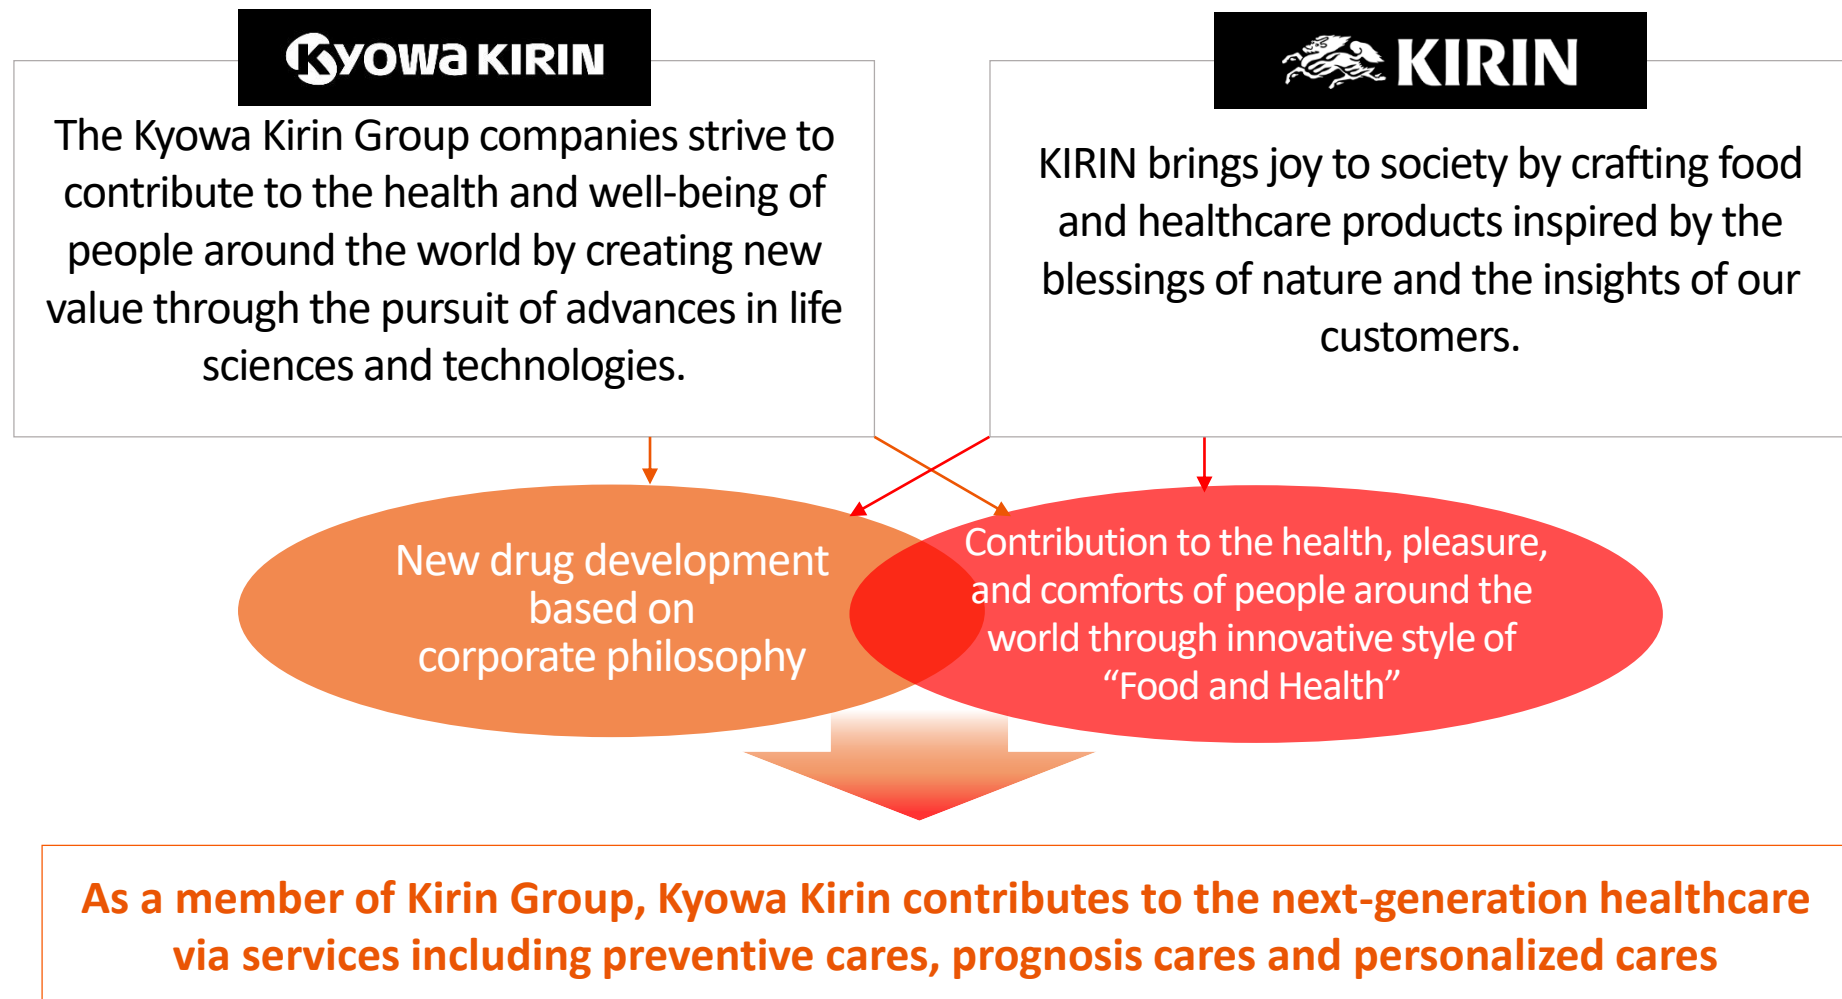 Kyowa KIRIN
The Kyowa Kirin Group companies strive to
contribute to the health and well-being of
people around the world by creating new
value through the pursuit of advances in life
sciences and technologies.
KIRIN
KIRIN brings joy to society by crafting food
and healthcare products inspired by the
blessings of nature and the insights of our
customers.
New drug development
based on
corporate philosophy
Contribution to the health, pleasure,
and comforts of people around the
world through innovative style of
“Food and Health”
As a member of Kirin Group, Kyowa Kirin contributes to the next-generation healthcare
via services including preventive cares, prognosis cares and personalized cares